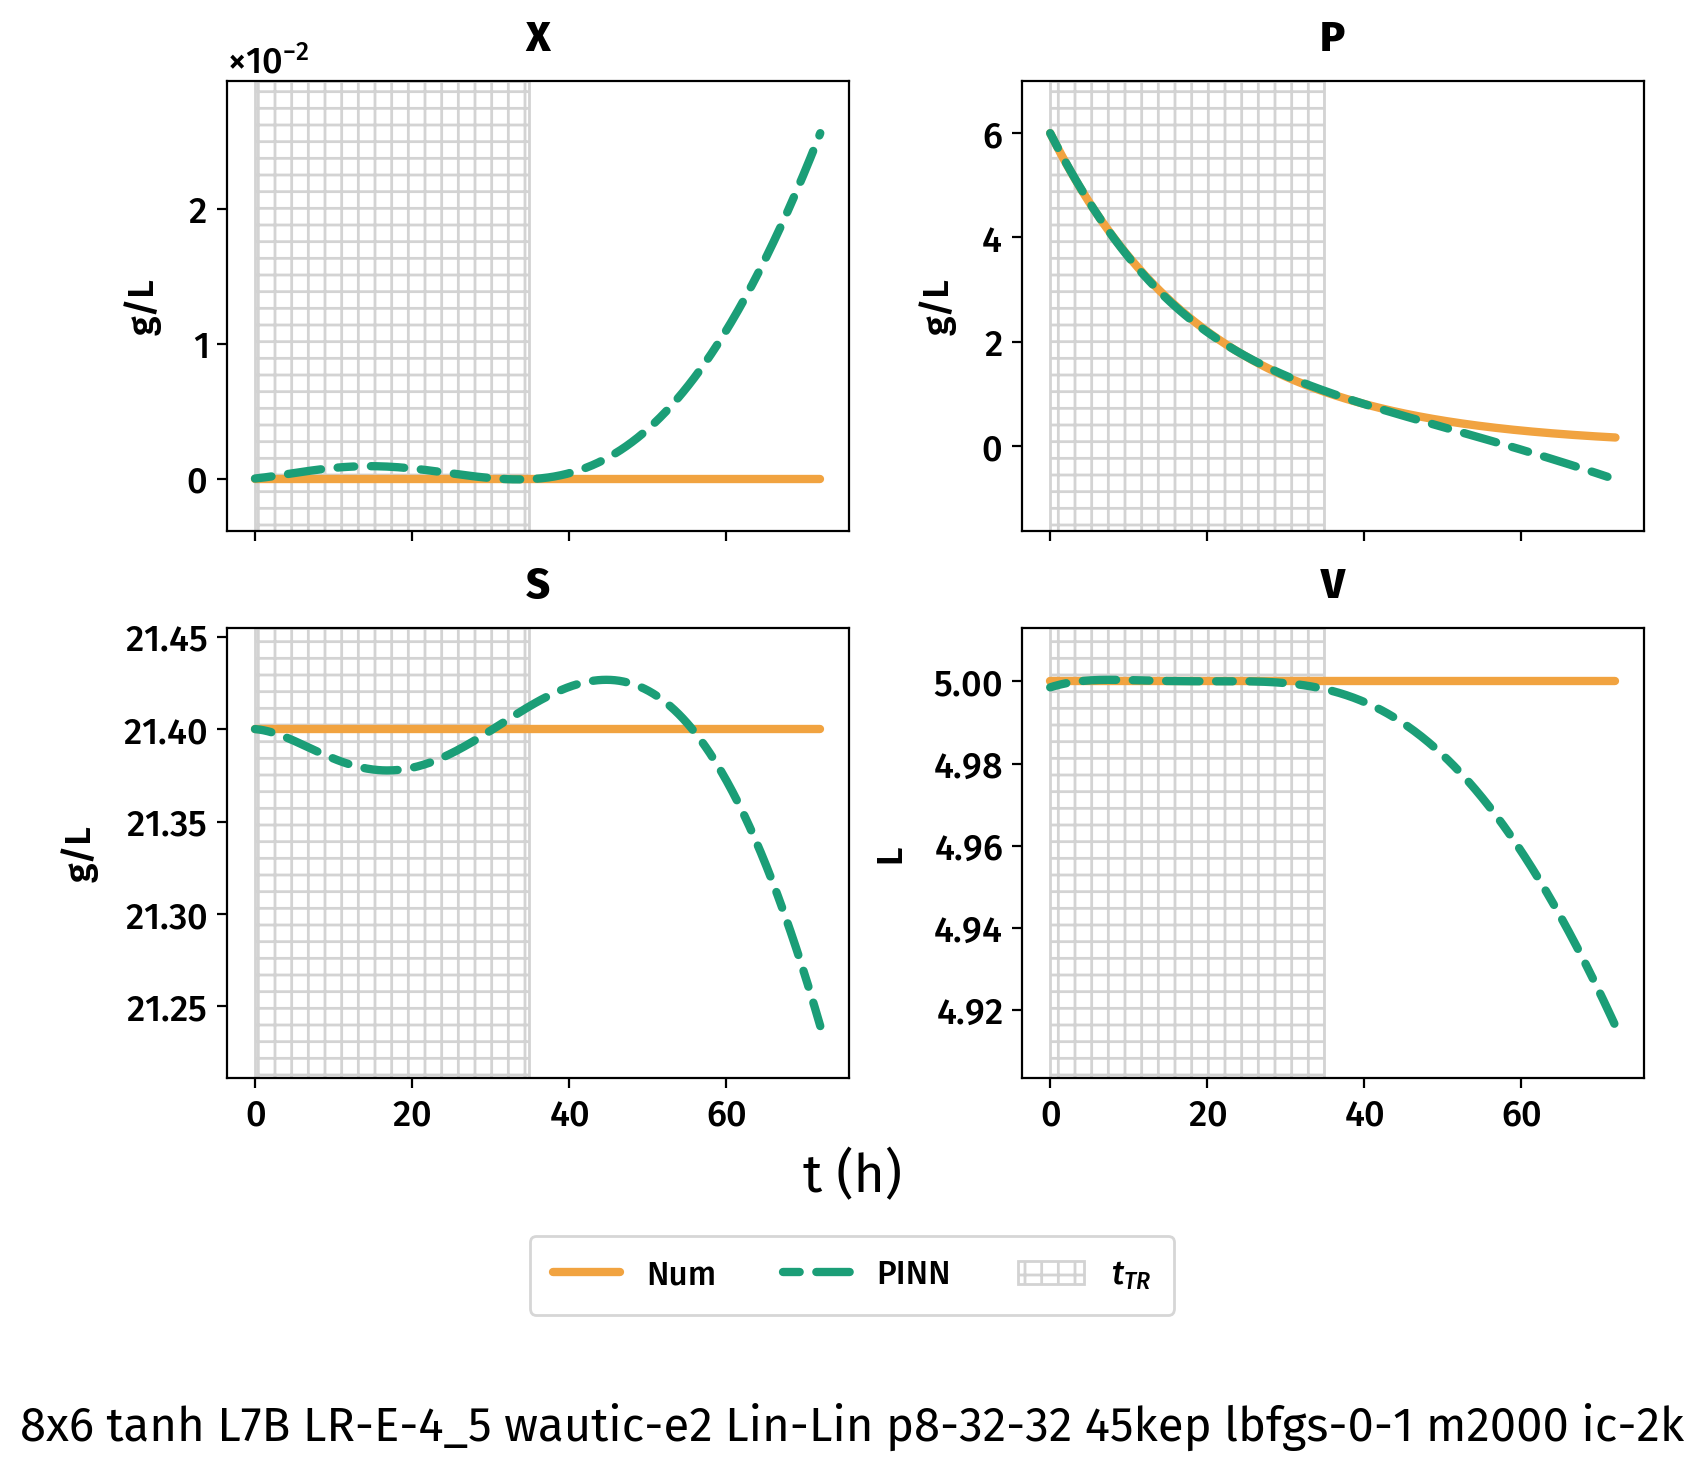 X
×10⁻²
2
1
0
g/L
P
6
4
2
0
g/L
S
21.45
21.40
21.35
21.30
21.25
g/L
0 20 40 60
V
5.00
4.98
4.96
4.94
4.92
L
0 20 40 60
t (h)
Num PINN t_TR
8x6 tanh L7B LR-E-4_5 wautic-e2 Lin-Lin p8-32-32 45kep lbfgs-0-1 m2000 ic-2k